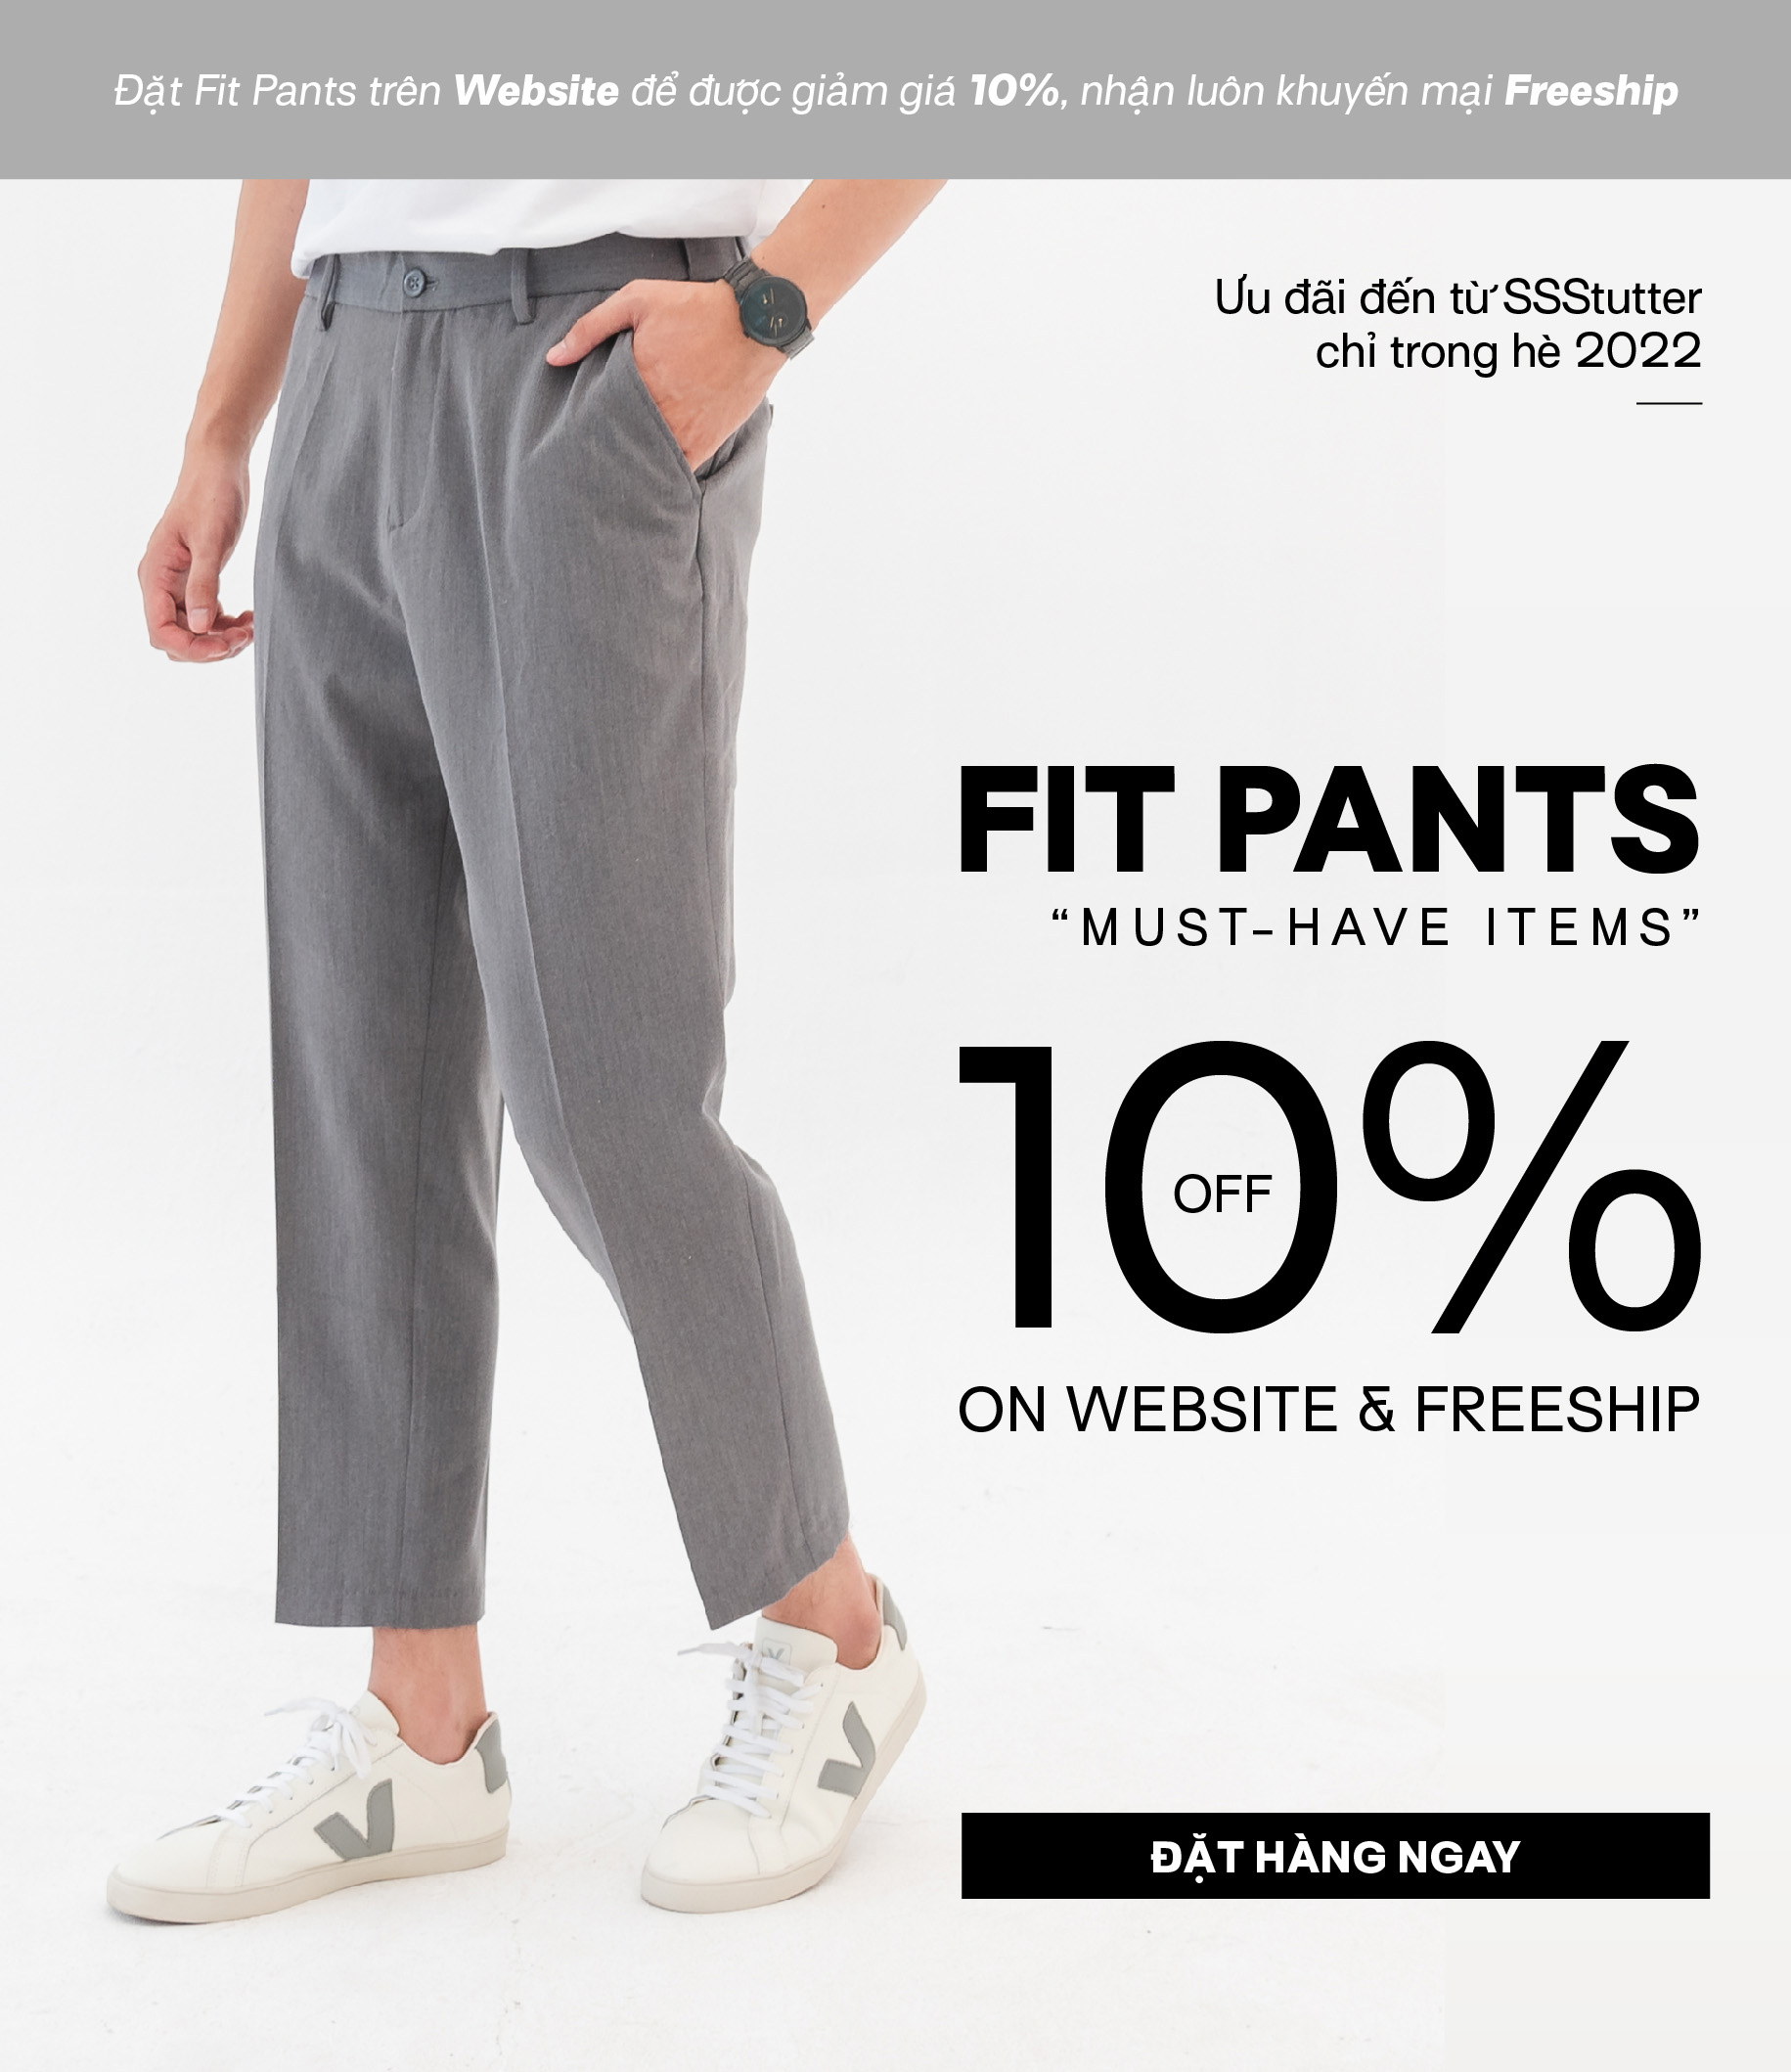 Đặt Fit Pants trên Website để được giảm giá 10%, nhận luôn khuyến mại Freeship
Ưu đãi đến từ SSStutter
chỉ trong hè 2022
FIT PANTS
“MUST-HAVE ITEMS”
10%
OFF
ON WEBSITE & FREESHIP
ĐẶT HÀNG NGAY